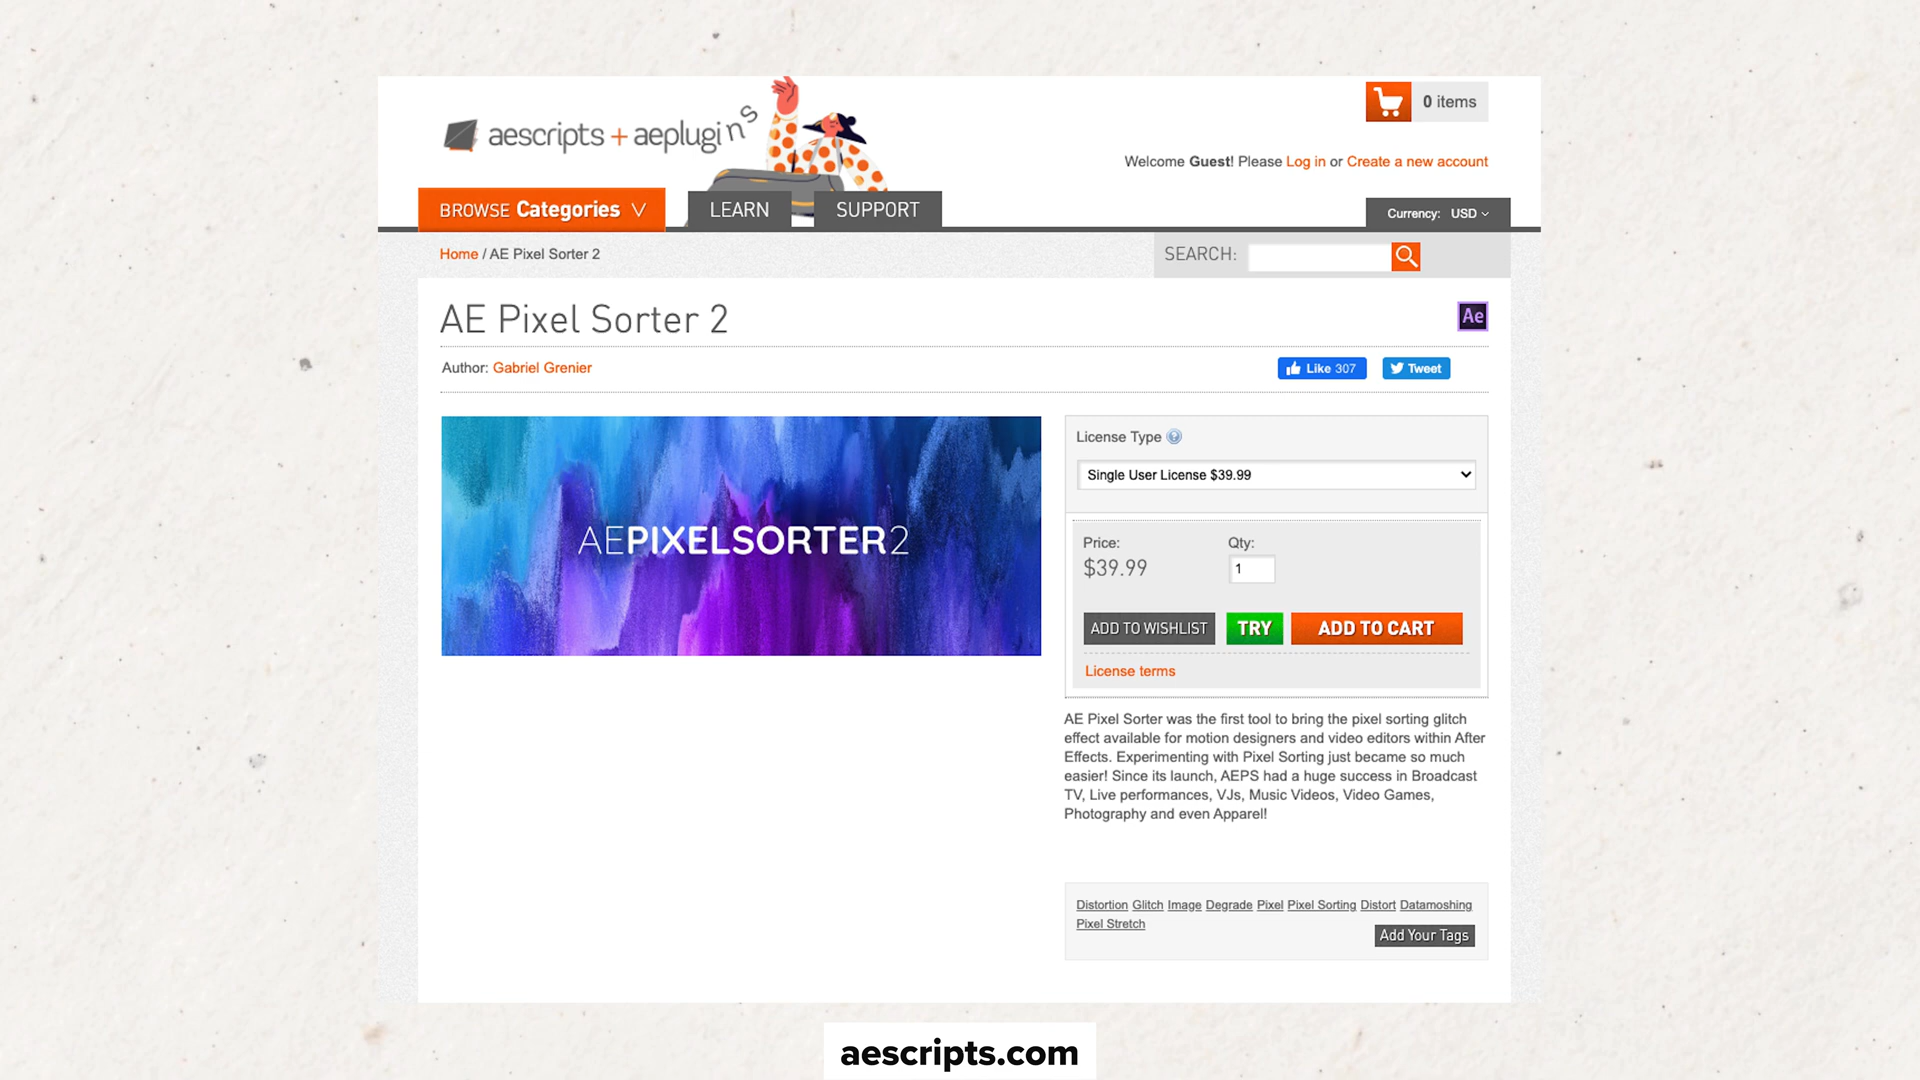 aescripts + aeplugins
0 items
Welcome Guest! Please Log in or Create a new account
BROWSE Categories
LEARN
SUPPORT
Currency: USD
Home / AE Pixel Sorter 2
SEARCH:
AE Pixel Sorter 2
Ae
Author: Gabriel Grenier
Like 307
Tweet
AEPIXELSORTER2
License Type ?
Single User License $39.99
Price:
Qty:
$39.99
1
ADD TO WISHLIST
TRY
ADD TO CART
License terms
AE Pixel Sorter was the first tool to bring the pixel sorting glitch
effect available for motion designers and video editors within After
Effects. Experimenting with Pixel Sorting just became so much
easier! Since its launch, AEPS had a huge success in Broadcast
TV, Live performances, VJs, Music Videos, Video Games,
Photography and even Apparel!
Distortion Glitch Image Degrade Pixel Pixel Sorting Distort Datamoshing
Pixel Stretch
Add Your Tags
aescripts.com